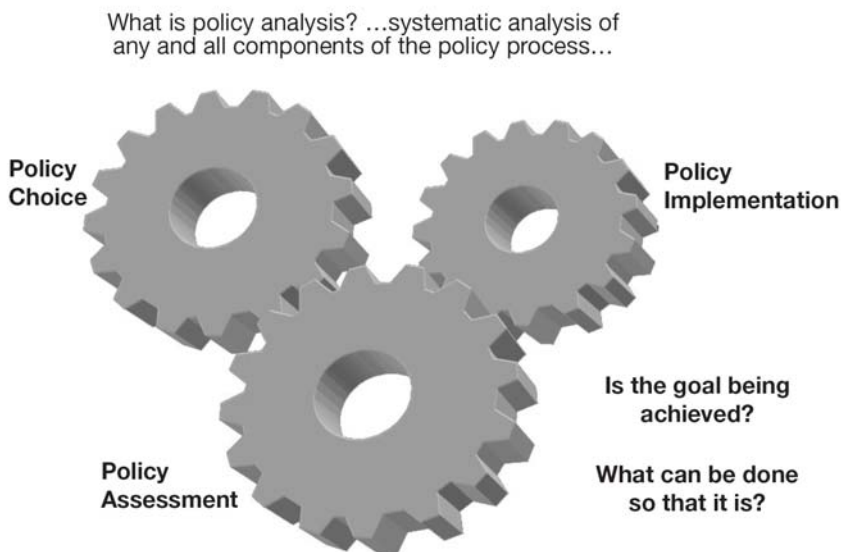 What is policy analysis? …systematic analysis of
any and all components of the policy process…
Policy
Choice
Policy
Implementation
Is the goal being
achieved?
Policy
Assessment
What can be done
so that it is?